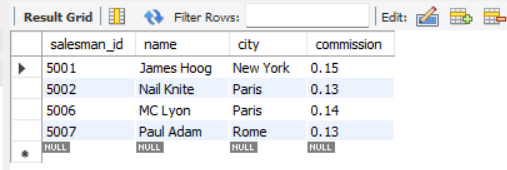 Result Grid Filter Rows: Edit:
salesman_id name city commission
5001 James Hoog New York 0.15
5002 Nail Knite Paris 0.13
5006 MC Lyon Paris 0.14
5007 Paul Adam Rome 0.13
NULL NULL NULL NULL